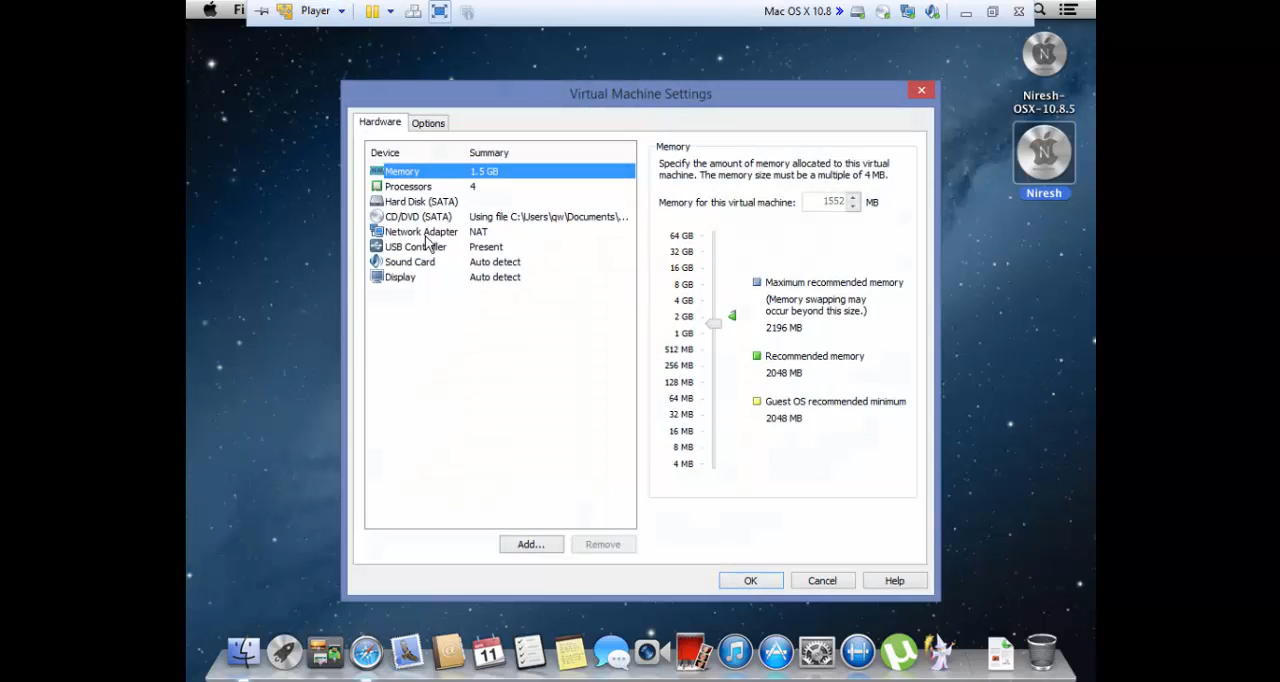 Fi
Player
Mac OS X 10.8 »
Niresh-
OSX-10.8.5
Niresh
Virtual Machine Settings
Hardware
Options
Device Summary
Memory 1.5 GB
Processors 4
Hard Disk (SATA)
CD/DVD (SATA) Using file C:\Users\qw\Documents\...
Network Adapter NAT
USB Controller Present
Sound Card Auto detect
Display Auto detect
Add...
Remove
Memory
Specify the amount of memory allocated to this virtual
machine. The memory size must be a multiple of 4 MB.
Memory for this virtual machine: 1552 MB
64 GB
32 GB
16 GB
8 GB
4 GB
2 GB
1 GB
512 MB
256 MB
128 MB
64 MB
32 MB
16 MB
8 MB
4 MB
Maximum recommended memory
(Memory swapping may
occur beyond this size.)
2196 MB
Recommended memory
2048 MB
Guest OS recommended minimum
2048 MB
OK
Cancel
Help
11